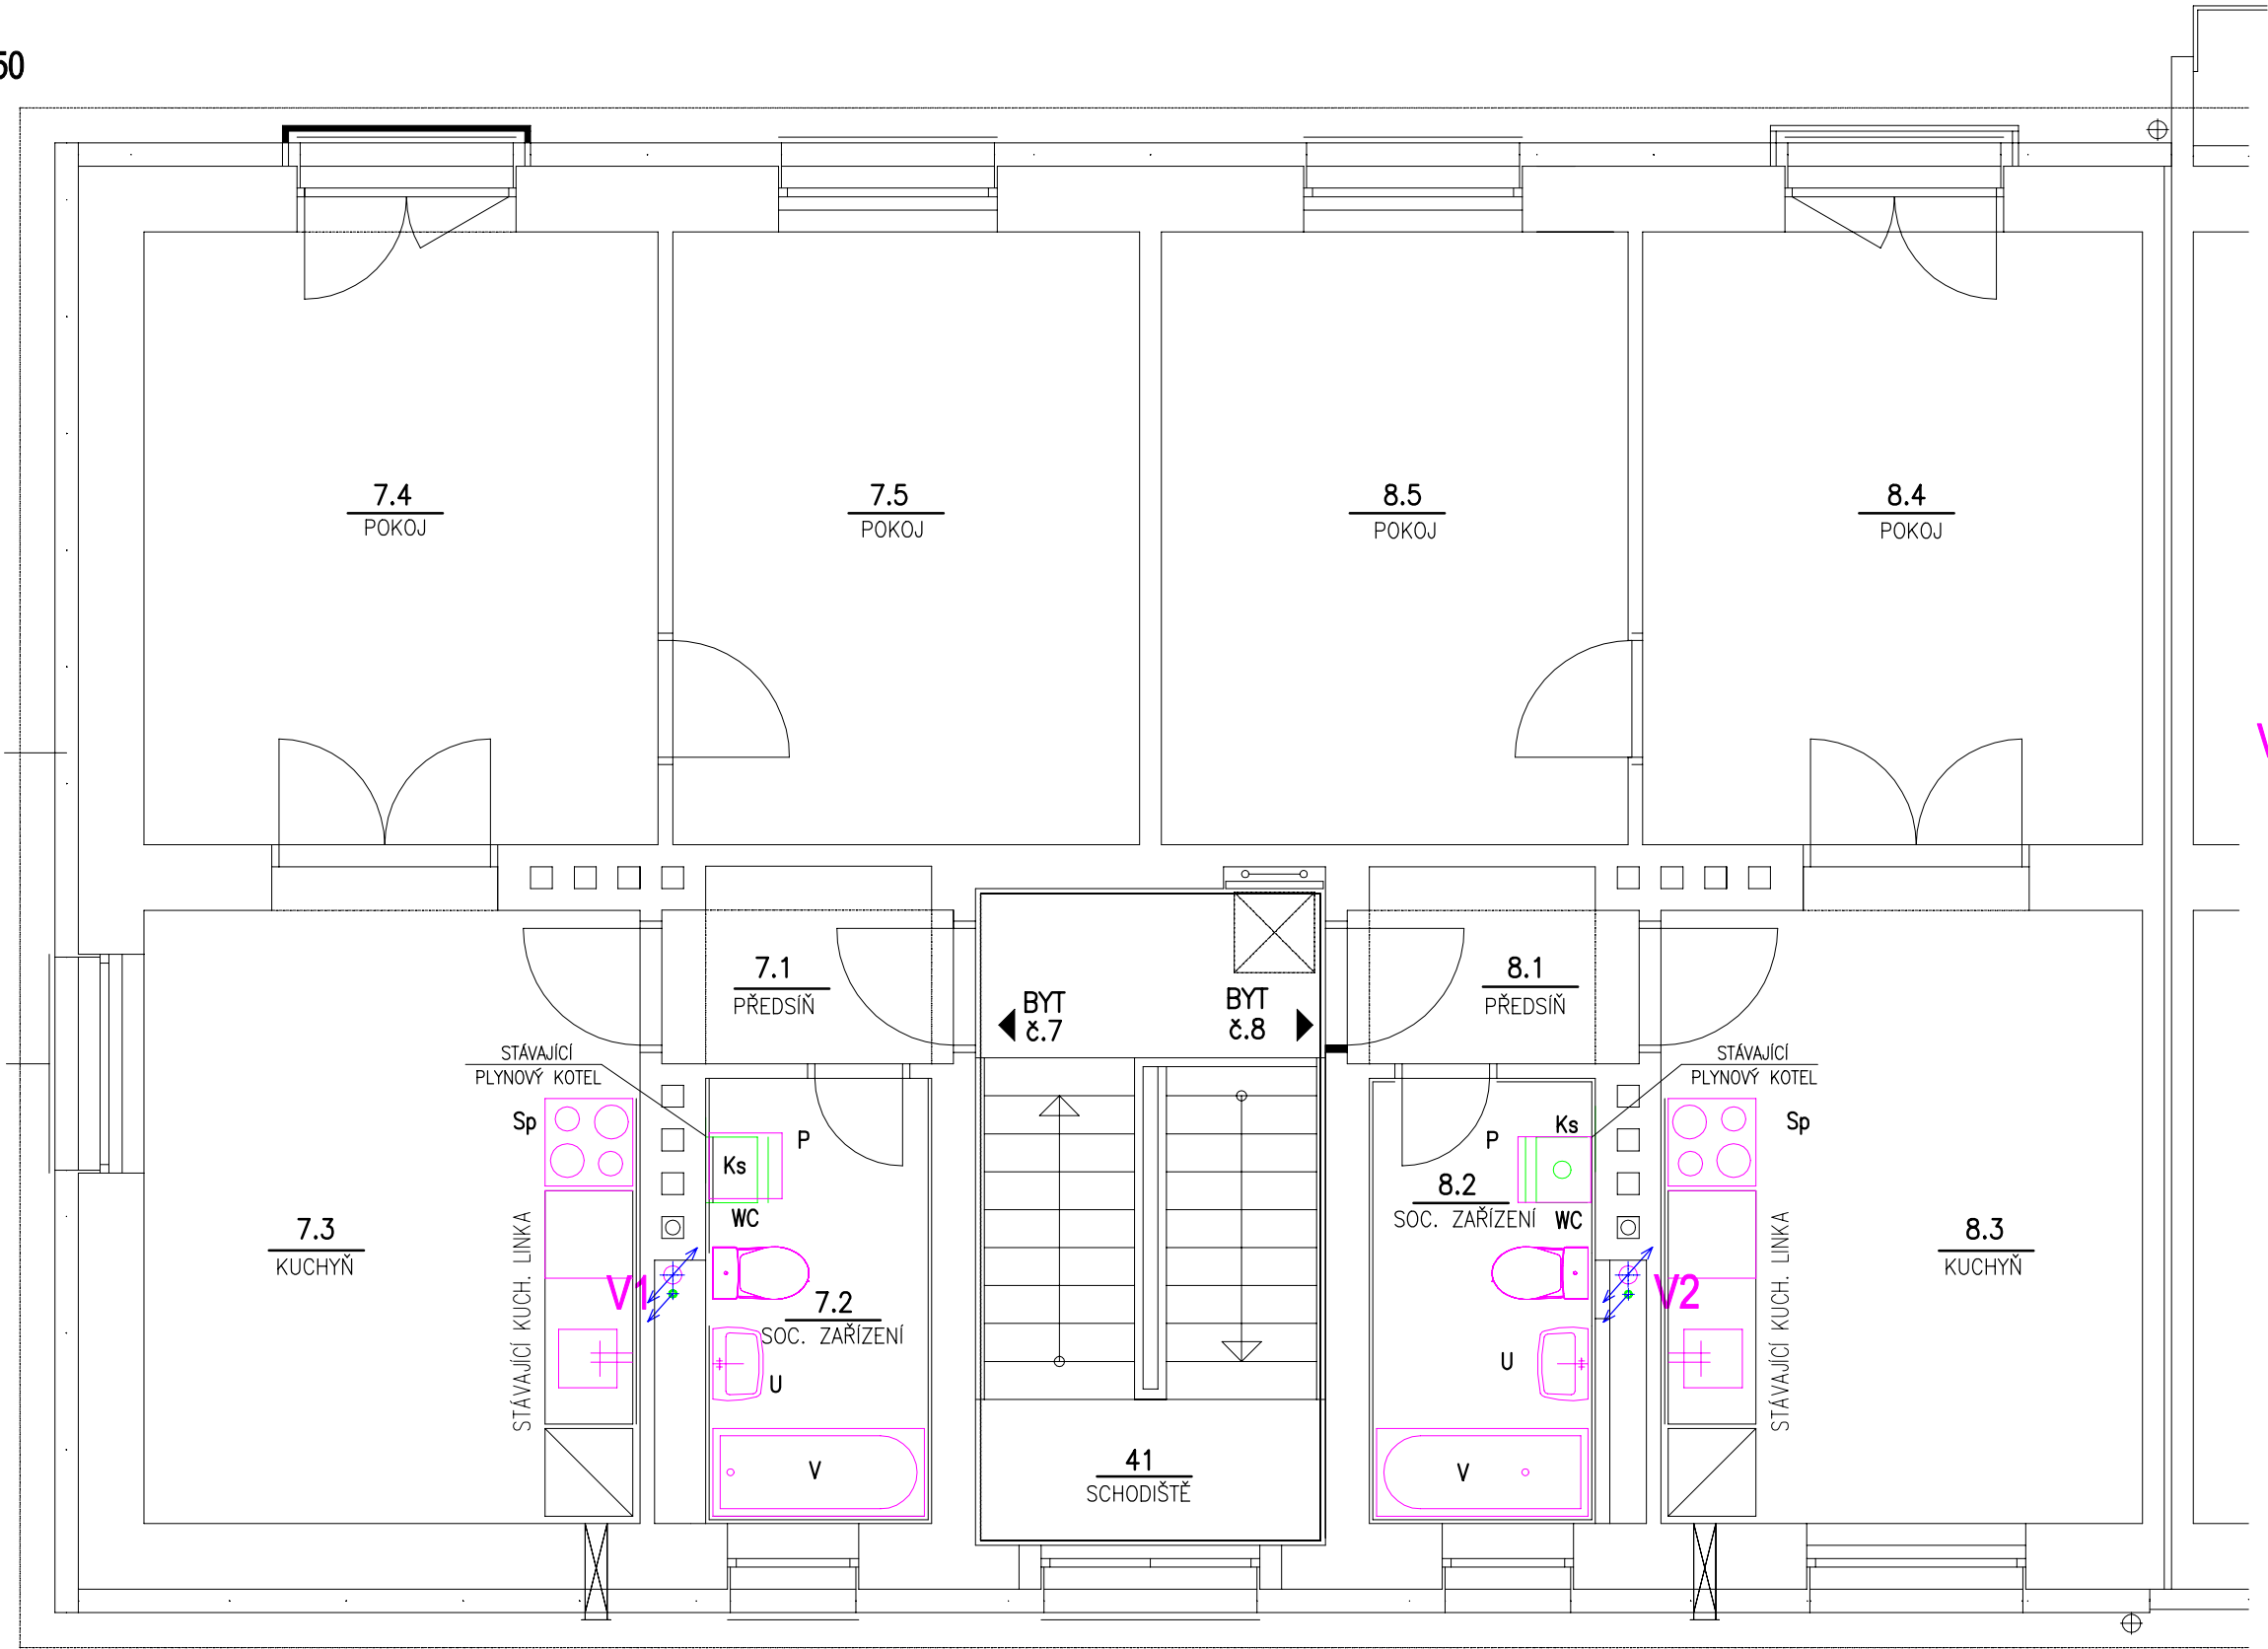 50
7.4
POKOJ
7.5
POKOJ
8.5
POKOJ
8.4
POKOJ
7.1
PŘEDSÍŇ
BYT
č.7
BYT
č.8
8.1
PŘEDSÍŇ
STÁVAJÍCÍ
PLYNOVÝ KOTEL
STÁVAJÍCÍ
PLYNOVÝ KOTEL
Sp
P
Ks
WC
P
Ks
Sp
8.2
SOC. ZAŘÍZENÍ
WC
7.3
KUCHYŇ
STÁVAJÍCÍ KUCH. LINKA
V1
7.2
SOC. ZAŘÍZENÍ
U
V
41
SCHODIŠTĚ
U
V
V2
STÁVAJÍCÍ KUCH. LINKA
8.3
KUCHYŇ